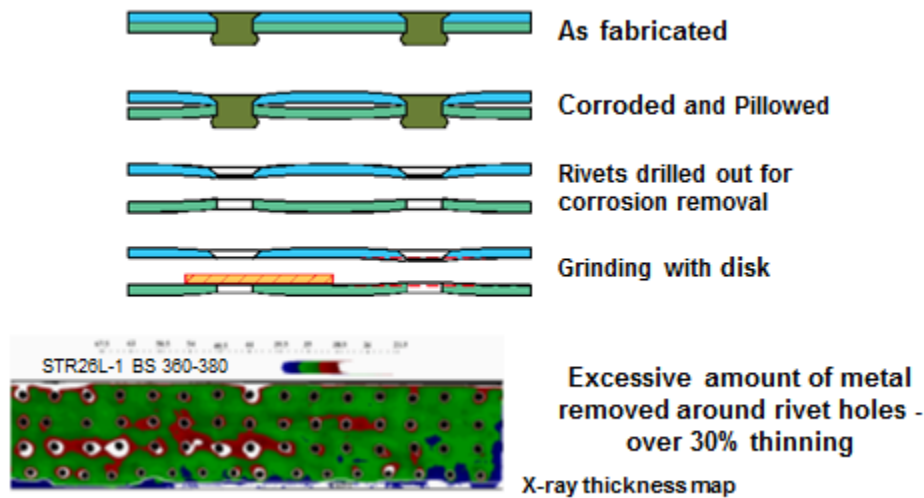 As fabricated
Corroded and Pillowed
Rivets drilled out for
corrosion removal
Grinding with disk
STR26L-1 BS 360-380
Excessive amount of metal
removed around rivet holes -
over 30% thinning
X-ray thickness map